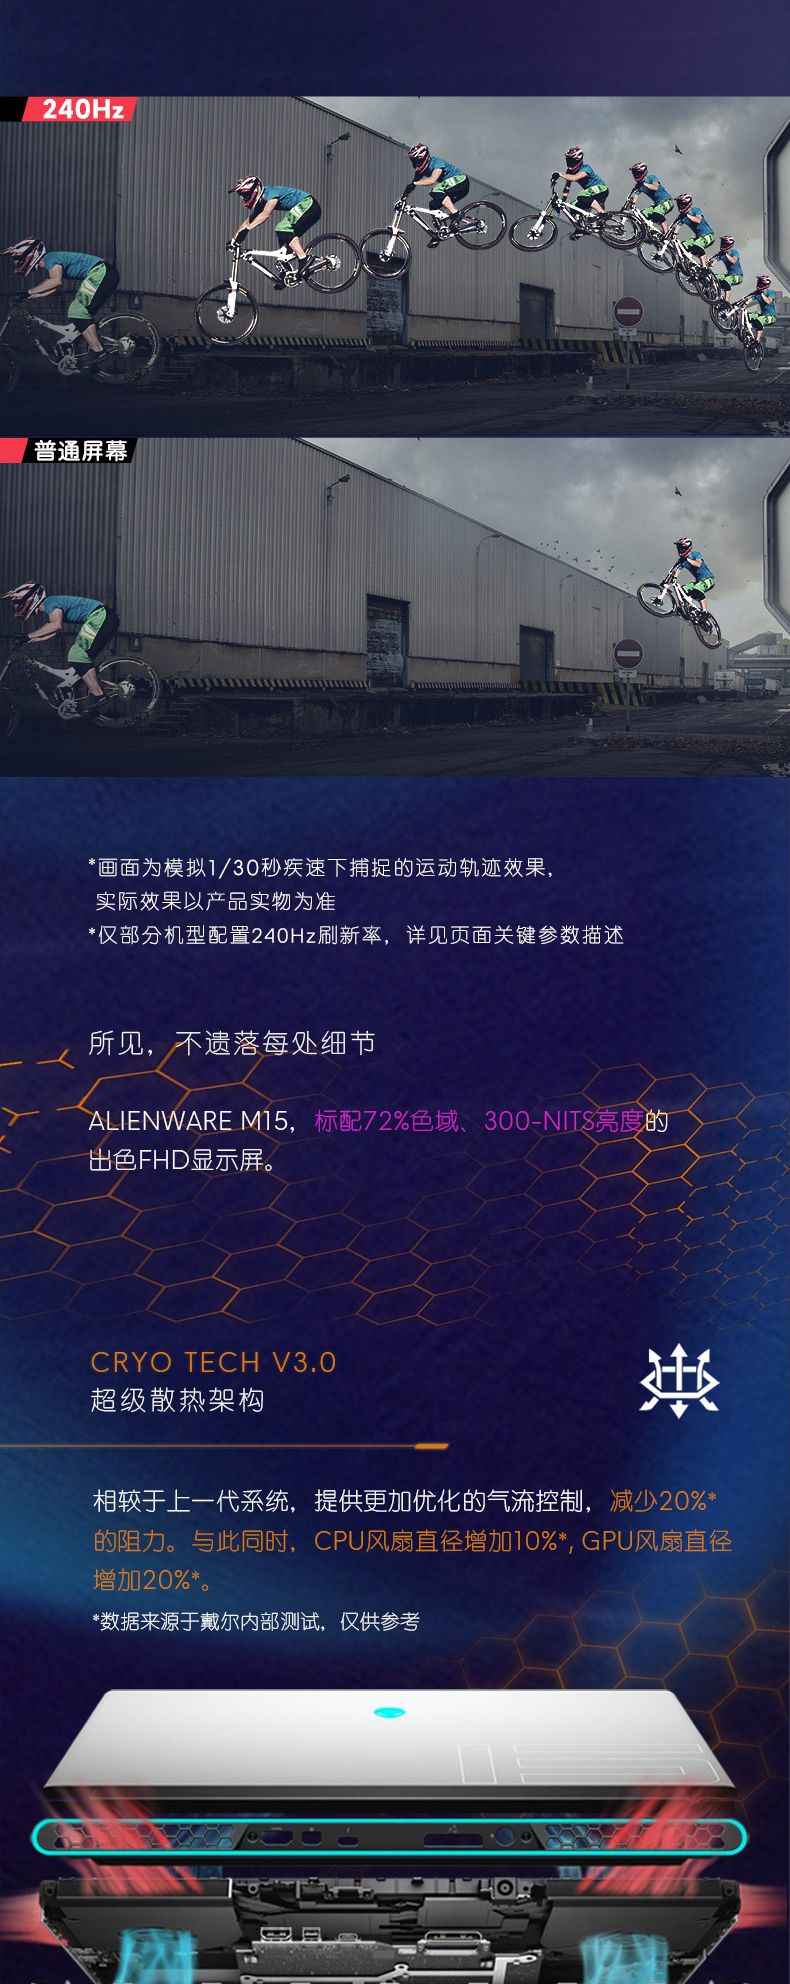 240Hz
普通屏幕
*画面为模拟1/30秒疾速下捕捉的运动轨迹效果，
实际效果以产品实物为准
*仅部分机型配置240Hz刷新率，详见页面关键参数描述
所见，不遗落每处细节
ALIENWARE M15，标配72%色域、300-NITS亮度的
出色FHD显示屏。
CRYO TECH V3.0
超级散热架构
相较于上一代系统，提供更加优化的气流控制，减少20%*
的阻力。与此同时，CPU风扇直径增加10%*, GPU风扇直径
增加20%*。
*数据来源于戴尔内部测试，仅供参考
15